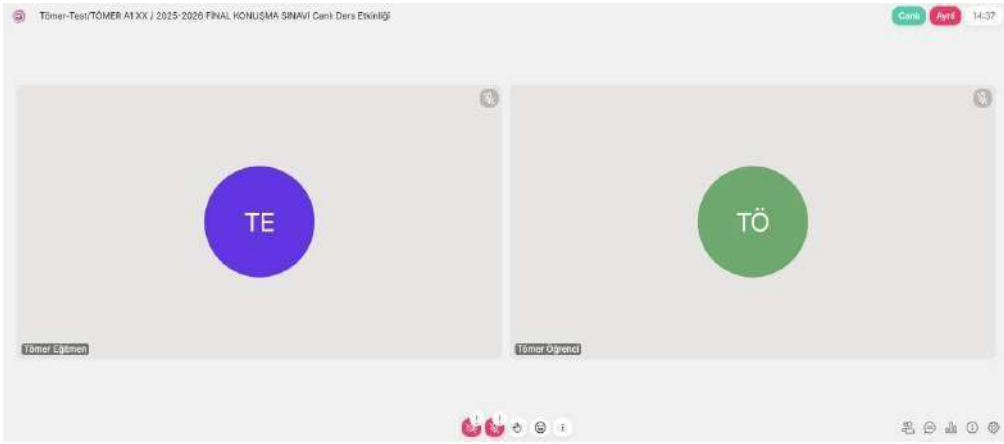 Tömer-Test/TÖMER A1 XX / 2025-2026 FİNAL KONUŞMA SINAVI Canlı Ders Etkinliği
Canlı
Ayrıl
14:37
TE
TÖ
Tömer Eğitmen
Tömer Öğrenci